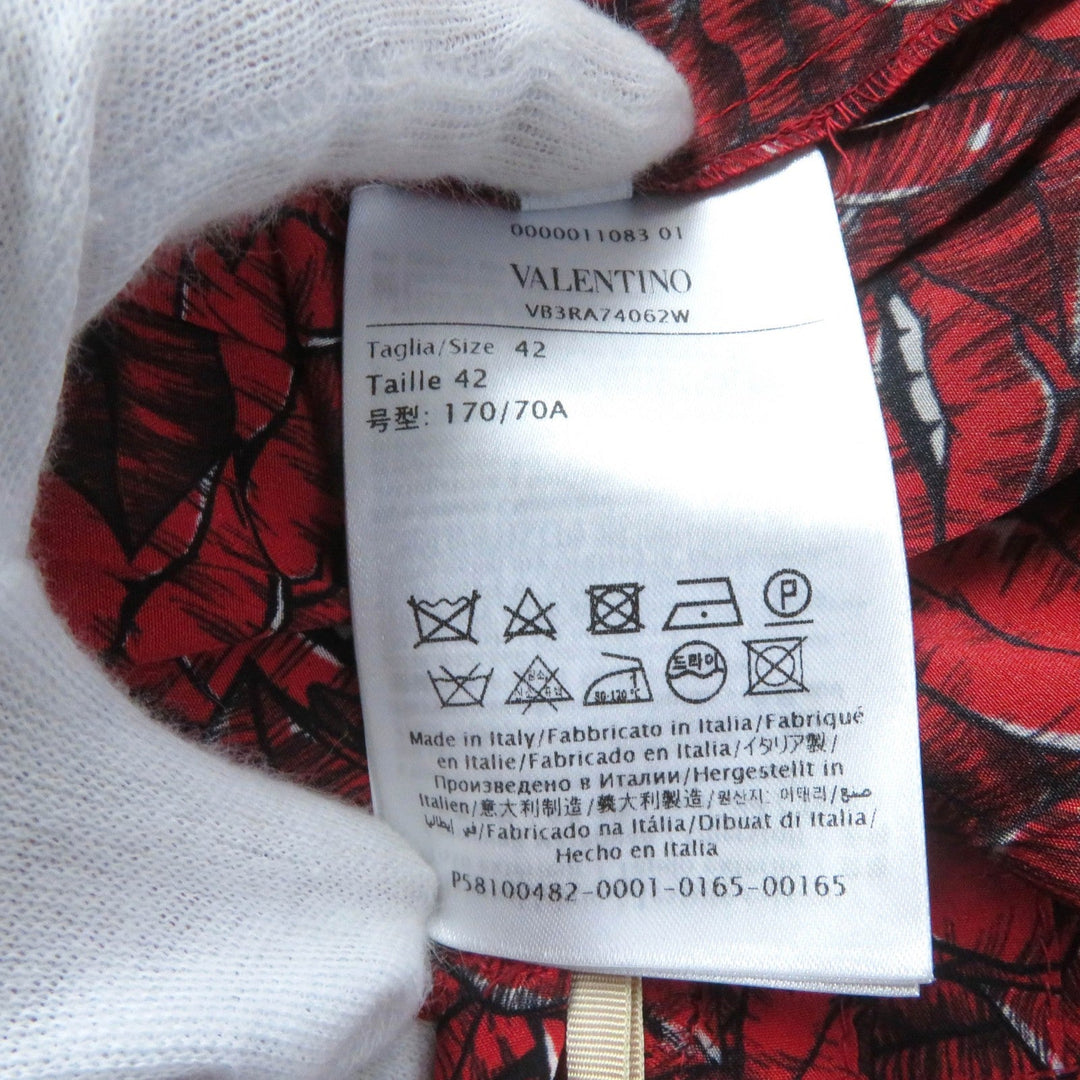 0000011083 01
VALENTINO
VB3RA74062W
Taglia/Size 42
Taille 42
号型: 170/70A
P
드라이
80-120°C
Made in Italy/Fabbricato in Italia/Fabriqué
en Italie/Fabricado en Italia/イタリア製/
Произведено в Италии/Hergestellt in
Italien/意大利制造/義大利製造/원산지: 이태리/صنع
في إيطاليا/Fabricado na Itália/Dibuat di Italia/
Hecho en Italia
P58100482-0001-0165-00165